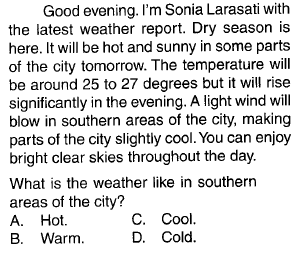 Good evening. I'm Sonia Larasati with
the latest weather report. Dry season is
here. It will be hot and sunny in some parts
of the city tomorrow. The temperature will
be around 25 to 27 degrees but it will rise
significantly in the evening. A light wind will
blow in southern areas of the city, making
parts of the city slightly cool. You can enjoy
bright clear skies throughout the day.
What is the weather like in southern
areas of the city?
A. Hot. C. Cool.
B. Warm. D. Cold.